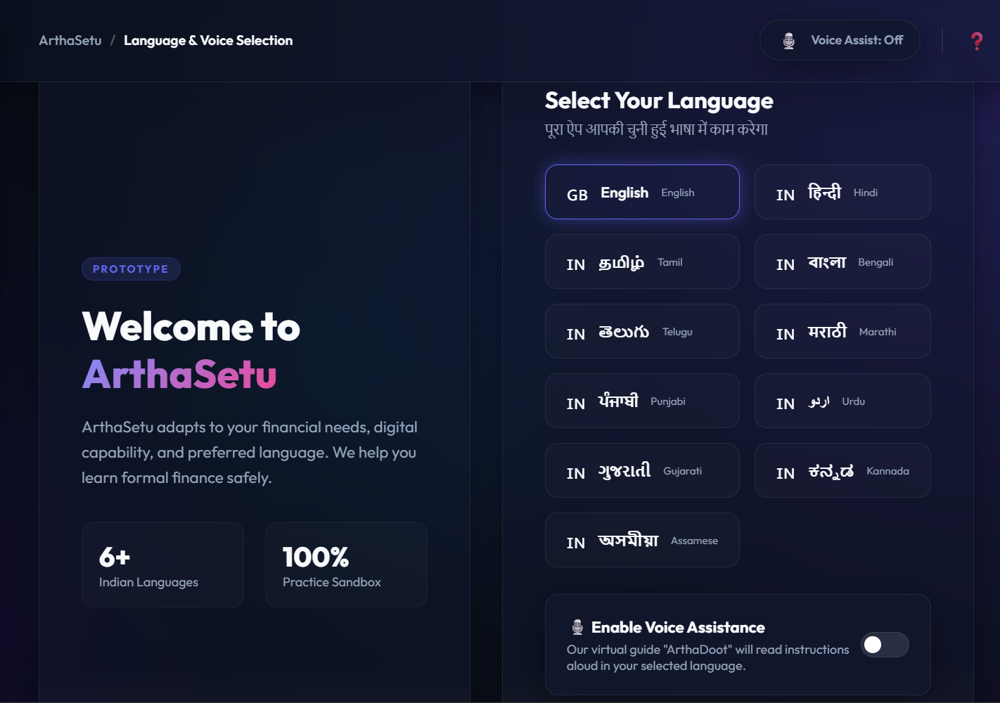 ArthaSetu / Language & Voice Selection
Voice Assist: Off
PROTOTYPE
Welcome to
ArthaSetu
ArthaSetu adapts to your financial needs, digital
capability, and preferred language. We help you
learn formal finance safely.
6+
Indian Languages
100%
Practice Sandbox
Select Your Language
पूरा ऐप आपकी चुनी हुई भाषा में काम करेगा
GB English English
IN हिन्दी Hindi
IN தமிழ் Tamil
IN বাংলা Bengali
IN తెలుగు Telugu
IN मराठी Marathi
IN ਪੰਜਾਬੀ Punjabi
IN اردو Urdu
IN ગુજરાતી Gujarati
IN ಕನ್ನಡ Kannada
IN অসমীয়া Assamese
Enable Voice Assistance
Our virtual guide "ArthaDoot" will read instructions
aloud in your selected language.